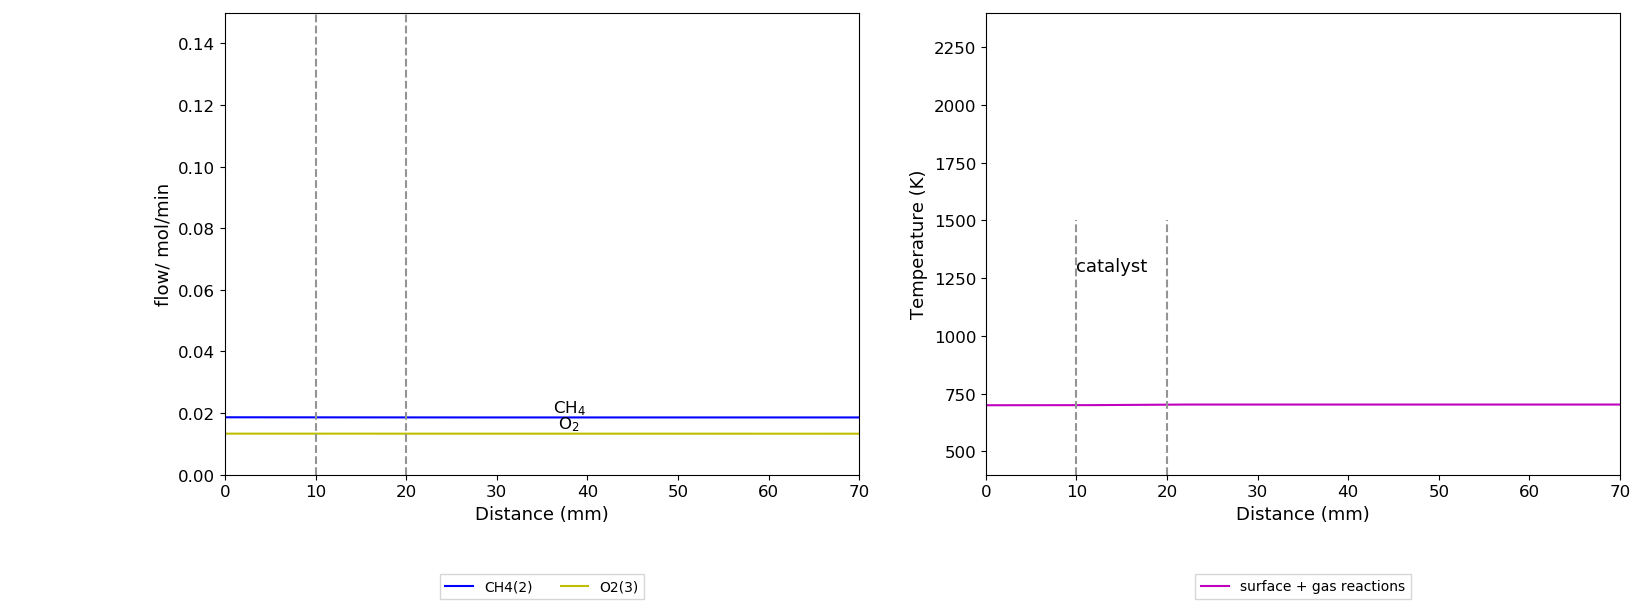 0.14
0.12
0.10
0.08
0.06
0.04
0.02
0.00
flow/ mol/min
CH₄
O₂
0 10 20 30 40 50 60 70
Distance (mm)
CH4(2) O2(3)
2250
2000
1750
1500
1250
1000
750
500
Temperature (K)
catalyst
0 10 20 30 40 50 60 70
Distance (mm)
surface + gas reactions